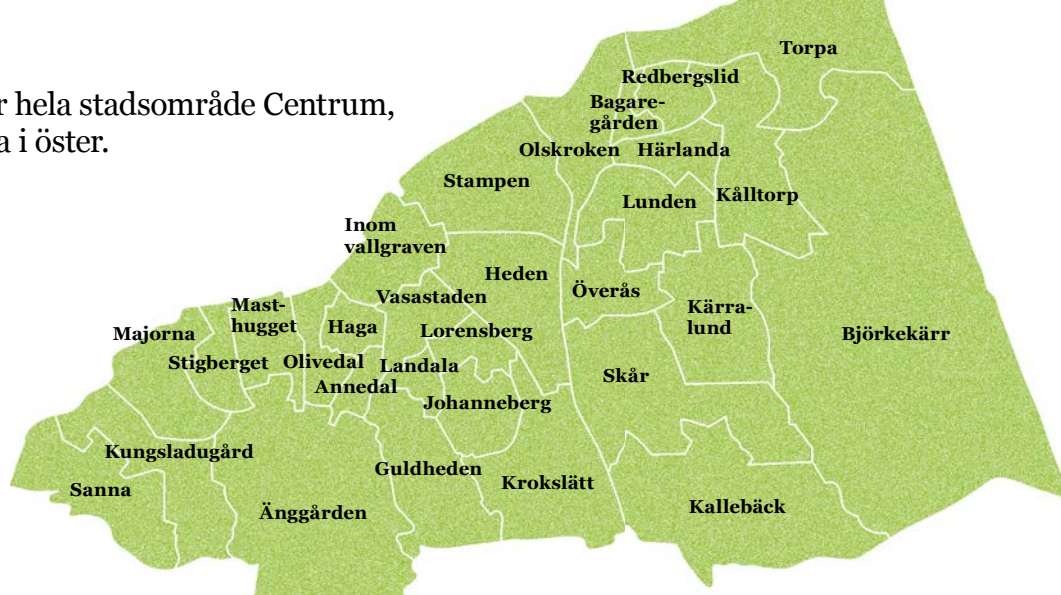 r hela stadsområde Centrum,
a i öster.
Torpa
Redbergslid
Bagare-
gården
Olskroken
Härlanda
Stampen
Lunden
Kålltorp
Inom
vallgraven
Heden
Överås
Vasastaden
Mast-
hugget
Haga
Lorensberg
Kärra-
lund
Majorna
Björkekärr
Stigberget
Olivedal
Landala
Skår
Annedal
Johanneberg
Kungsladugård
Guldheden
Krokslätt
Sanna
Änggården
Kallebäck